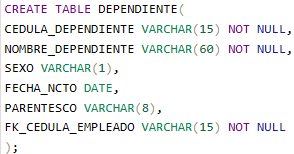 CREATE TABLE DEPENDIENTE(
CEDULA_DEPENDIENTE VARCHAR(15) NOT NULL,
NOMBRE_DEPENDIENTE VARCHAR(60) NOT NULL,
SEXO VARCHAR(1),
FECHA_NCTO DATE,
PARENTESCO VARCHAR(8),
FK_CEDULA_EMPLEADO VARCHAR(15) NOT NULL
);